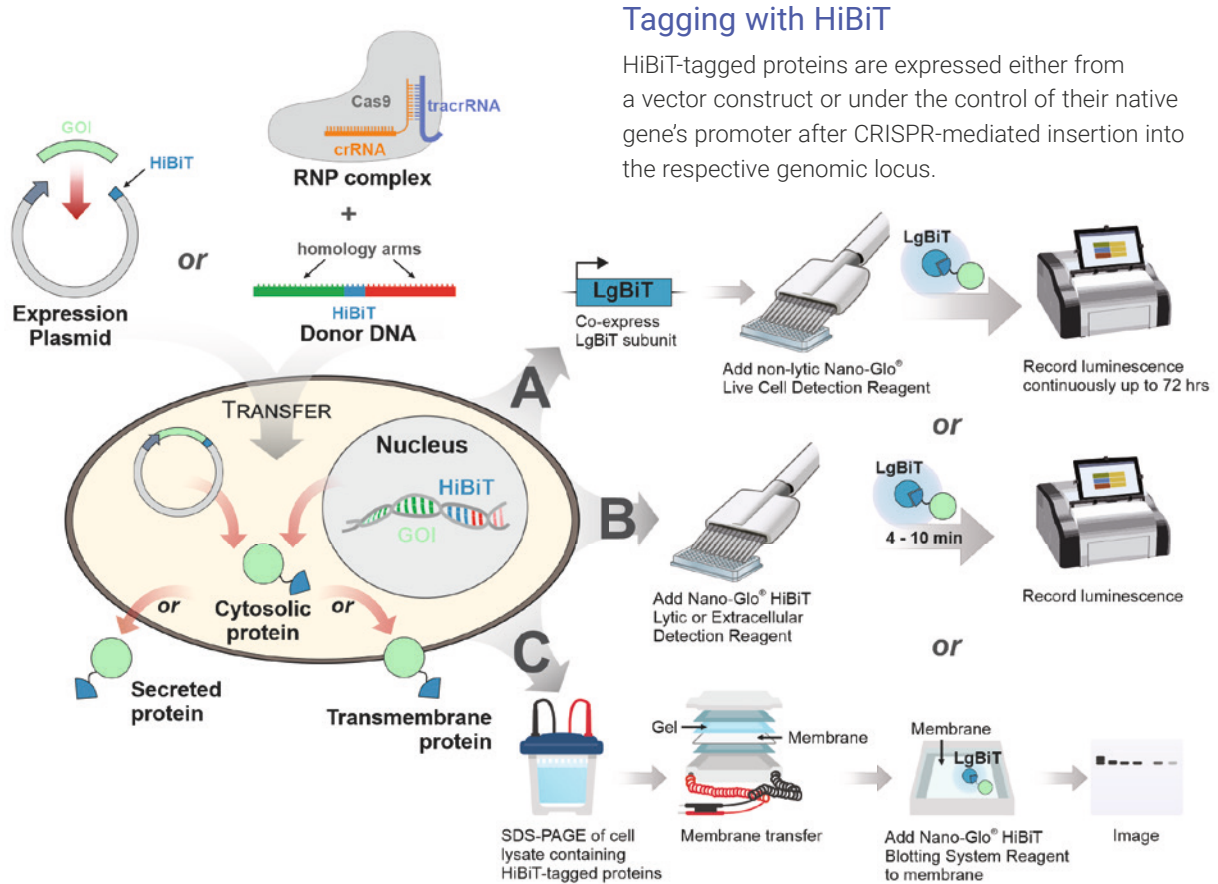 Tagging with HiBiT
HiBiT-tagged proteins are expressed either from
a vector construct or under the control of their native
gene's promoter after CRISPR-mediated insertion into
the respective genomic locus.
GOI
HiBiT
Expression
Plasmid
or
Cas9
tracrRNA
crRNA
RNP complex
+
homology arms
HiBiT
Donor DNA
TRANSFER
Nucleus
HiBiT
GOI
or
Cytosolic
protein
or
Secreted
protein
Transmembrane
protein
A
LgBiT
Co-express
LgBiT subunit
Add non-lytic Nano-Glo®
Live Cell Detection Reagent
LgBiT
Record luminescence
continuously up to 72 hrs
or
B
Add Nano-Glo® HiBiT
Lytic or Extracellular
Detection Reagent
LgBiT
4 - 10 min
Record luminescence
or
C
SDS-PAGE of cell
lysate containing
HiBiT-tagged proteins
Gel
Membrane
Membrane transfer
Membrane
LgBiT
Add Nano-Glo® HiBiT
Blotting System Reagent
to membrane
Image